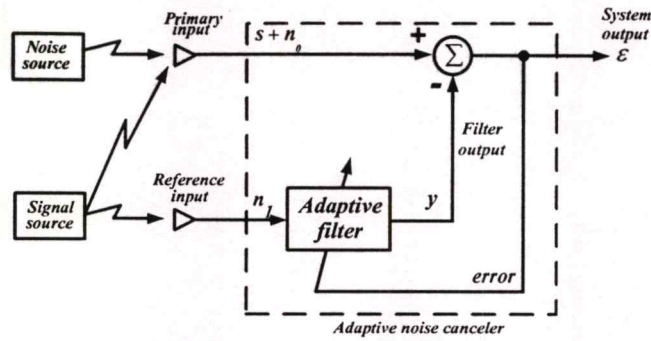 Primary
input
System
output
Noise
source
s + n₀
+
Σ
ε
-
Filter
output
Reference
input
Signal
source
n₁
Adaptive
filter
y
error
Adaptive noise canceler